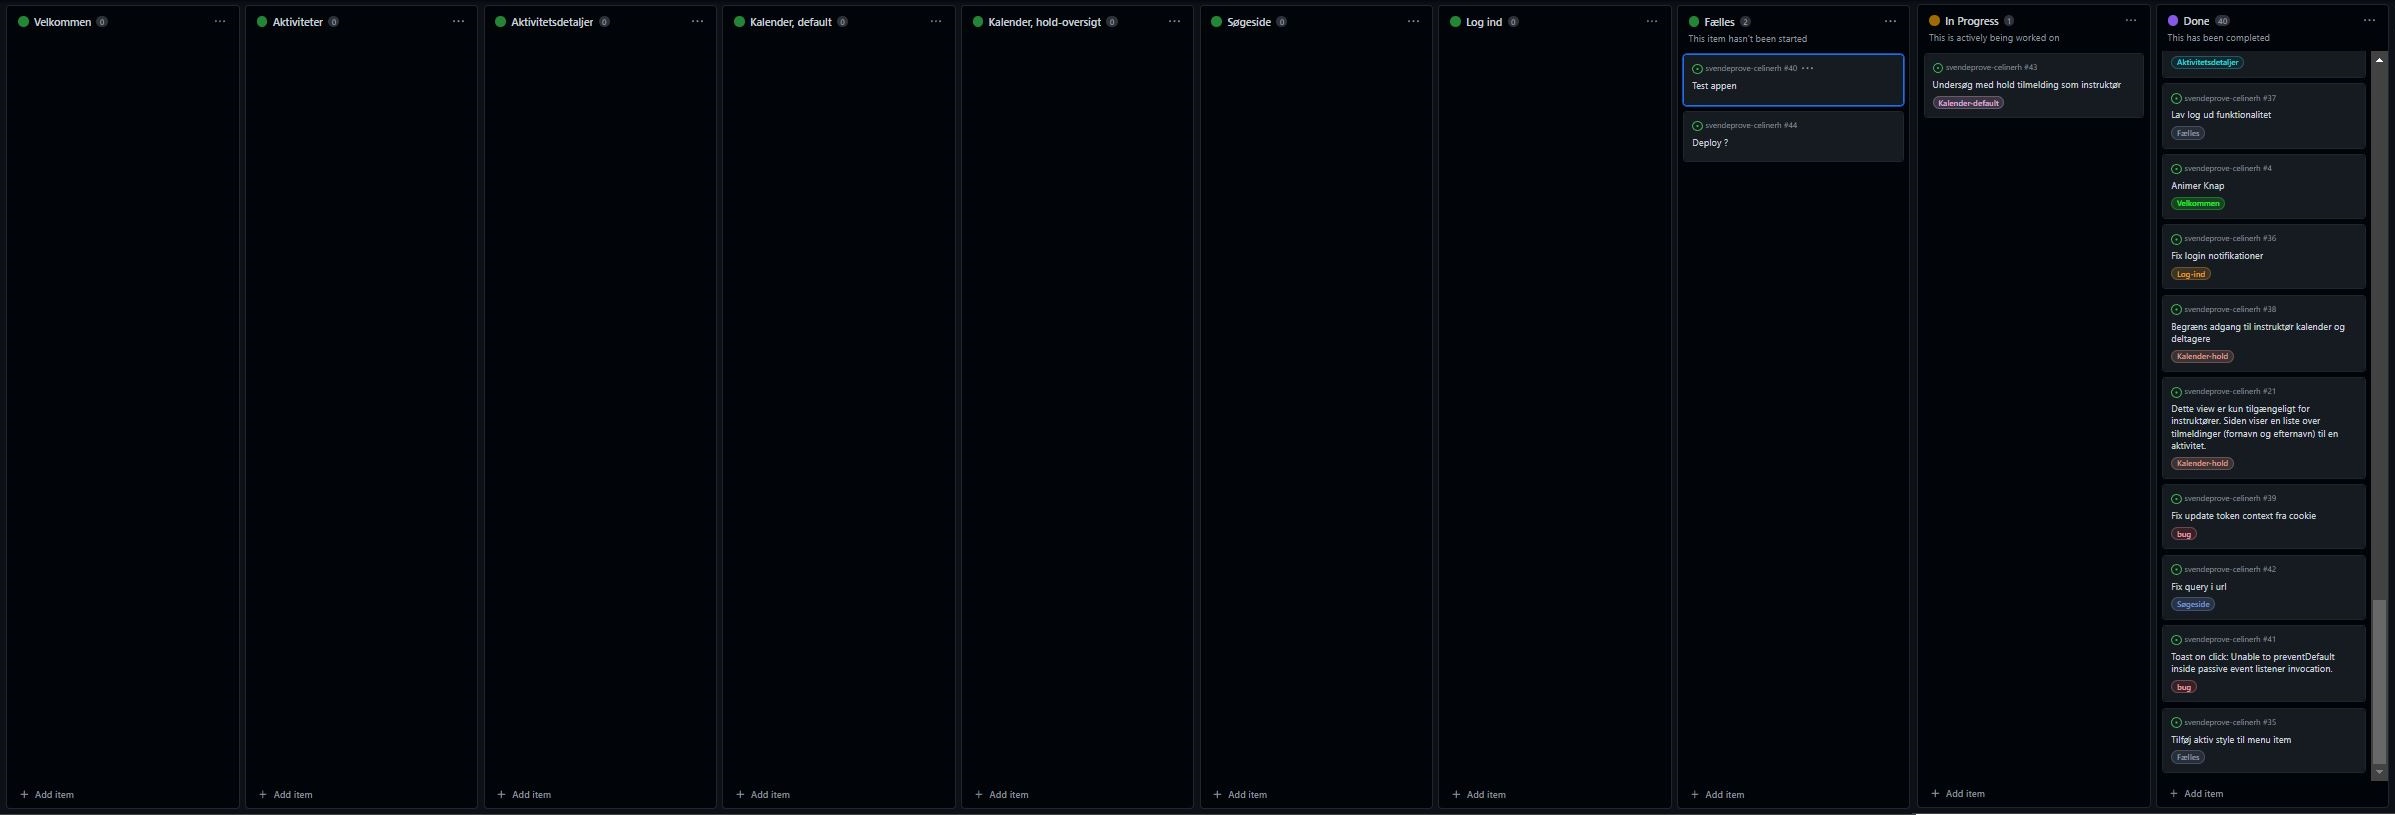 Velkommen 0
Add item
Aktiviteter 0
Add item
Aktivitetsdetaljer 0
Add item
Kalender, default 0
Add item
Kalender, hold-oversigt 0
Add item
Søgeside 0
Add item
Log ind 0
Add item
Fælles 2
This item hasn't been started
svendeprove-celinerh #40
Test appen
svendeprove-celinerh #44
Deploy ?
Add item
In Progress 1
This is actively being worked on
svendeprove-celinerh #43
Undersøg med hold tilmelding som instruktør
Kalender-default
Add item
Done 40
This has been completed
Aktivitetsdetaljer
svendeprove-celinerh #37
Lav log ud funktionalitet
Fælles
svendeprove-celinerh #4
Animer Knap
Velkommen
svendeprove-celinerh #36
Fix login notifikationer
Log-ind
svendeprove-celinerh #38
Begræns adgang til instruktør kalender og
deltagere
Kalender-hold
svendeprove-celinerh #21
Dette view er kun tilgængeligt for
instruktører. Siden viser en liste over
tilmeldinger (fornavn og efternavn) til en
aktivitet.
Kalender-hold
svendeprove-celinerh #39
Fix update token context fra cookie
bug
svendeprove-celinerh #42
Fix query i url
Søgeside
svendeprove-celinerh #41
Toast on click: Unable to preventDefault
inside passive event listener invocation.
bug
svendeprove-celinerh #35
Tilføj aktiv style til menu item
Fælles
Add item